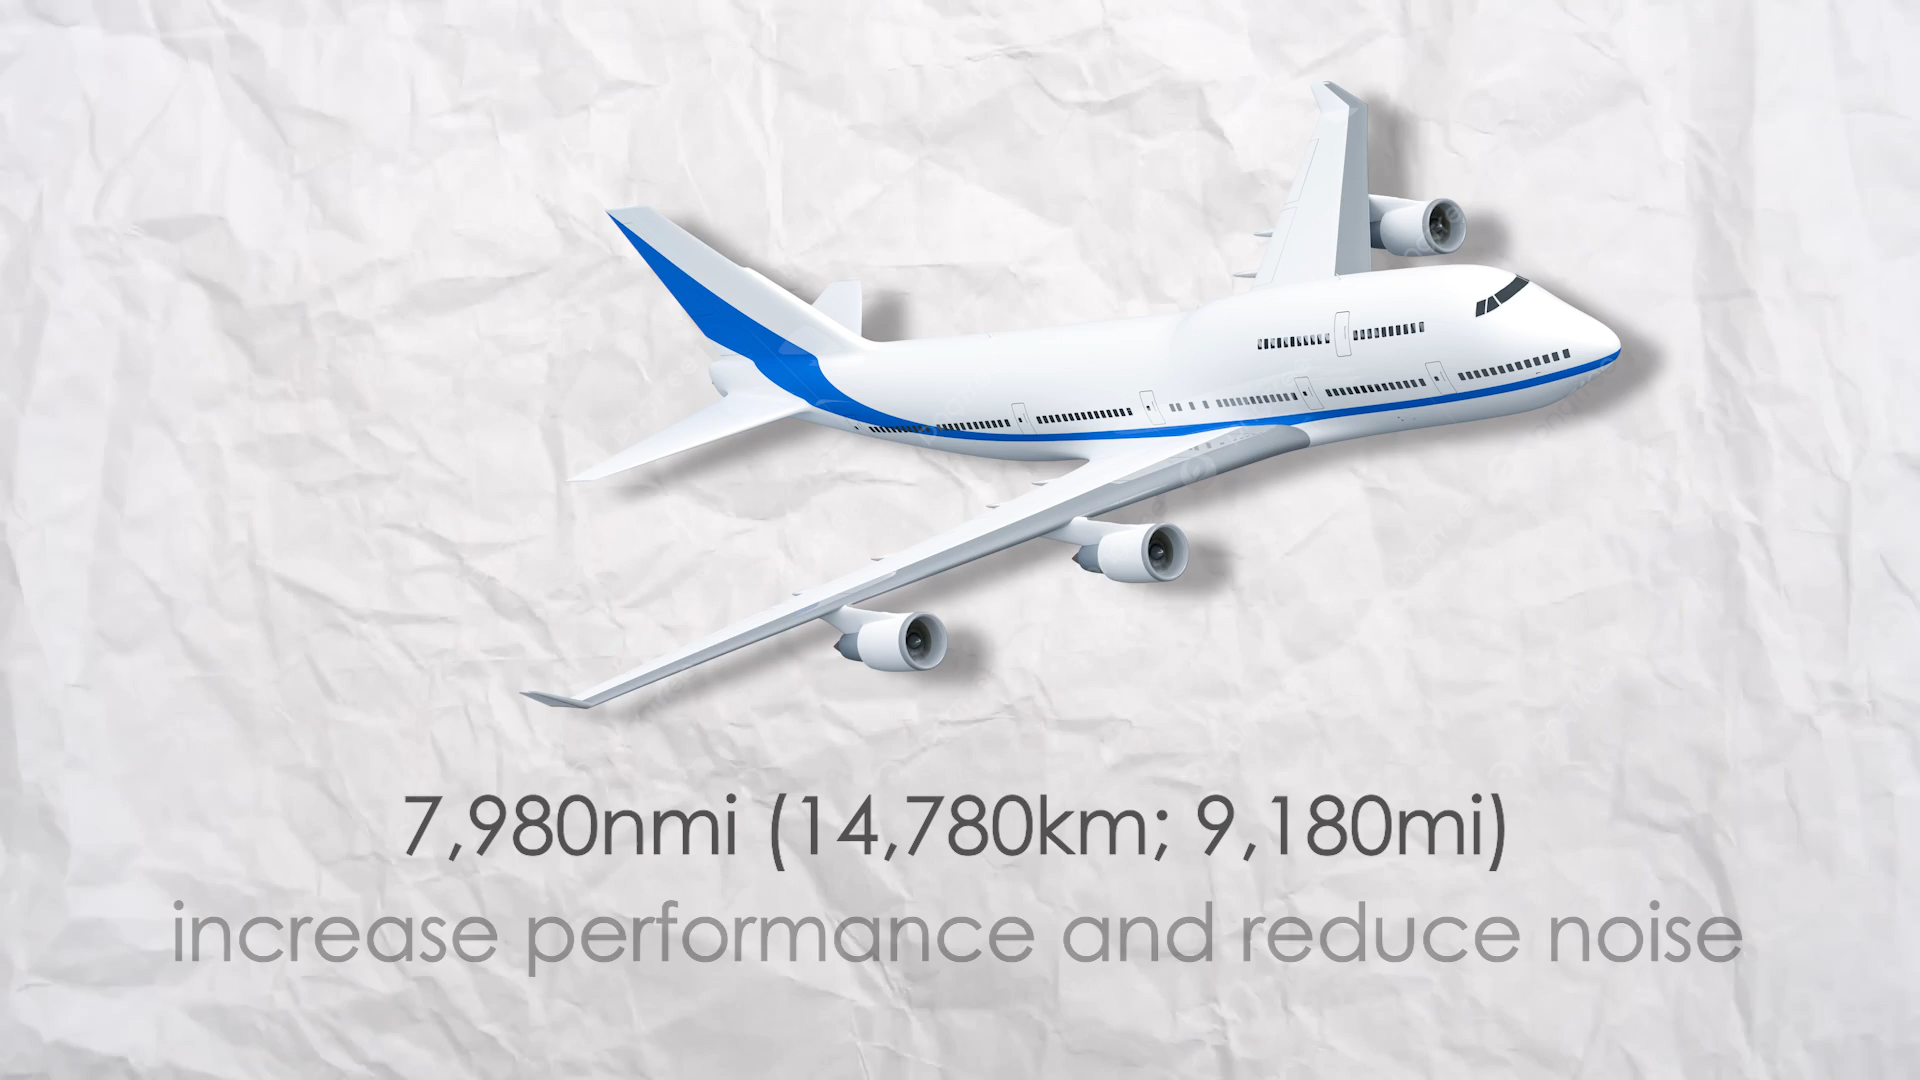 7,980nmi (14,780km; 9,180mi)
increase performance and reduce noise